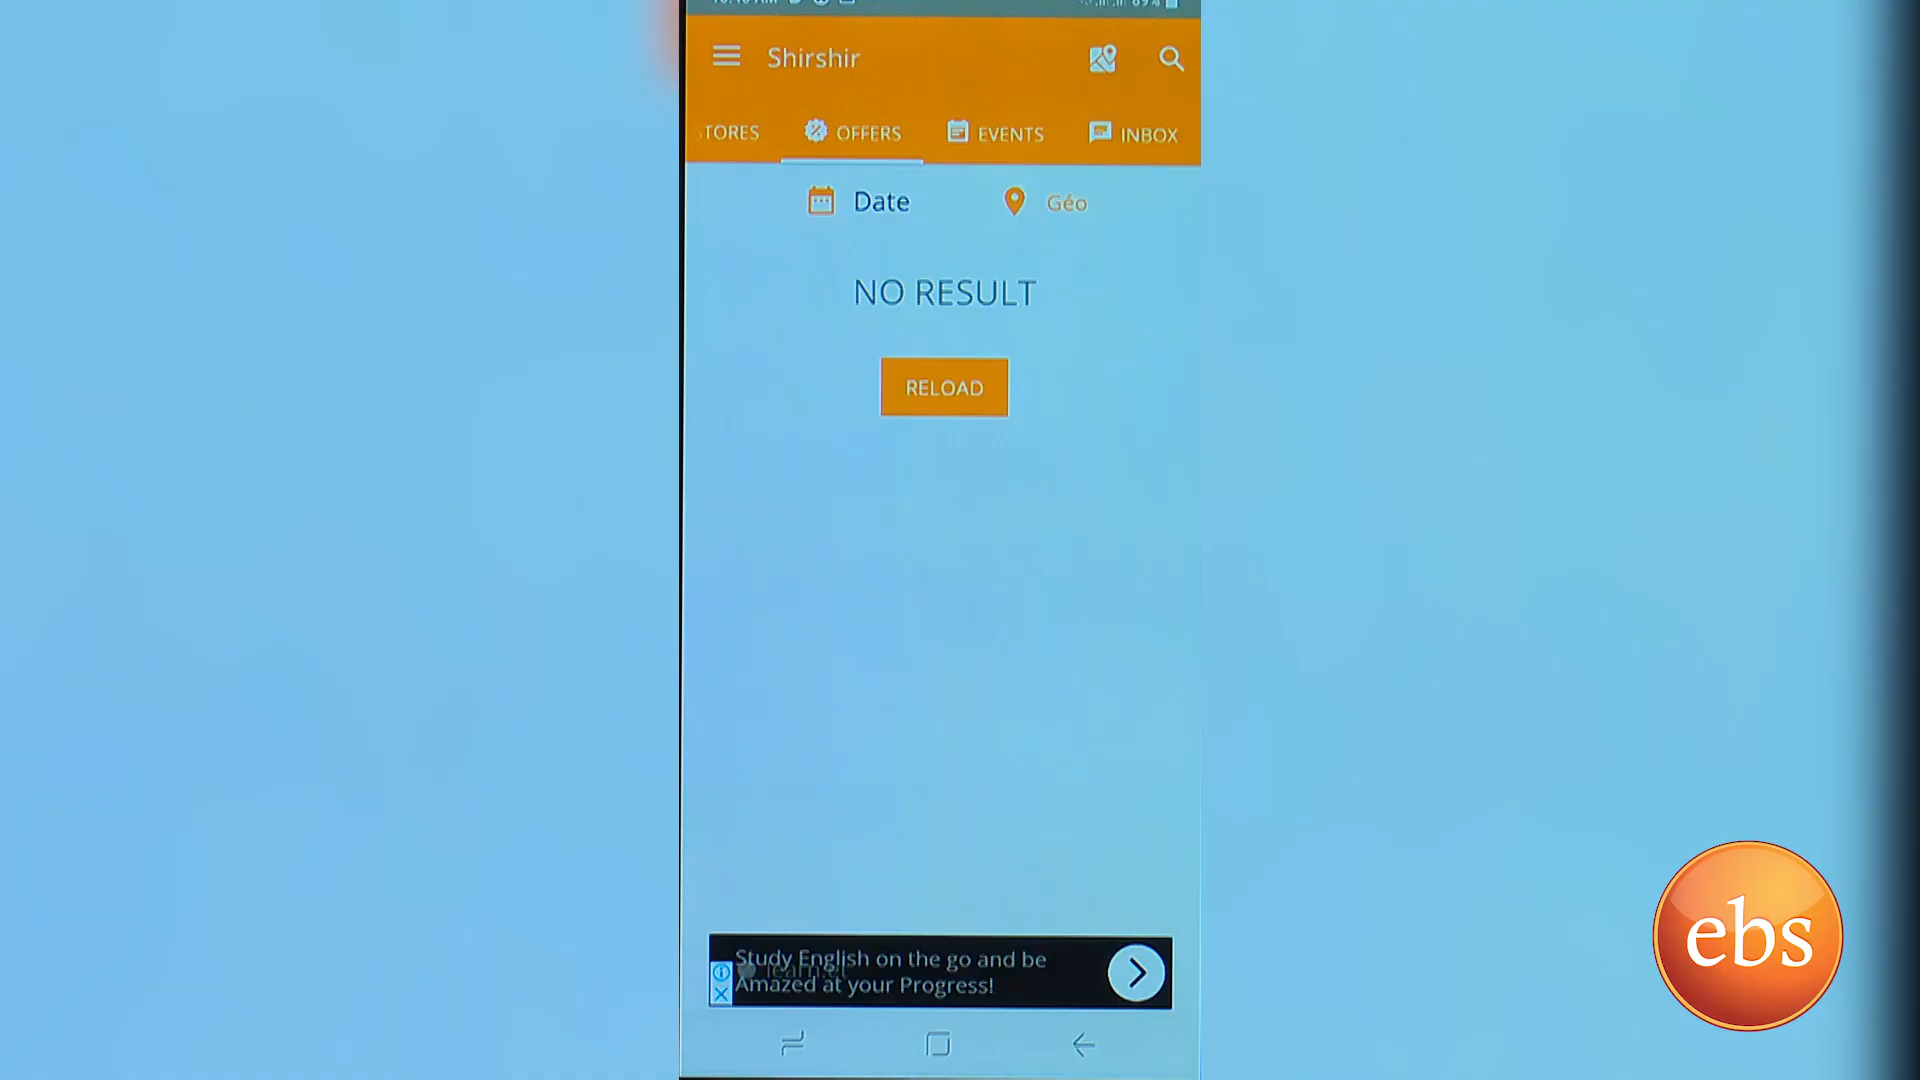 Shirshir
TORES
OFFERS
EVENTS
INBOX
Date
Géo
NO RESULT
RELOAD
Study English on the go and be
Amazed at your Progress!
ebs